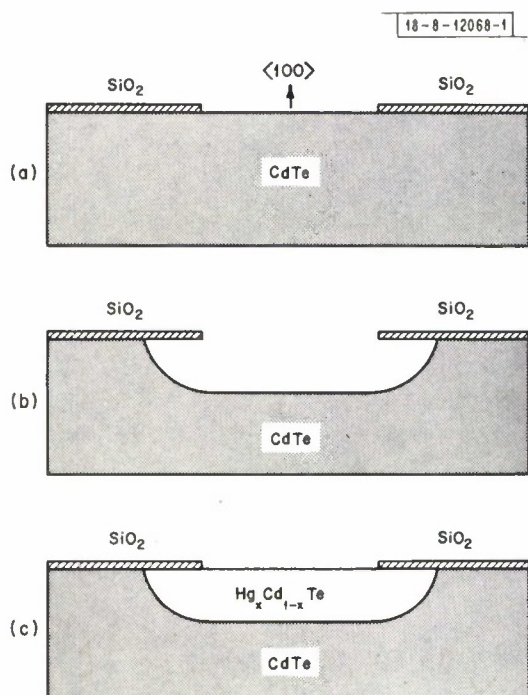 18-8-12068-1
⟨100⟩
SiO₂ SiO₂
(a)
CdTe
SiO₂ SiO₂
(b)
CdTe
SiO₂ SiO₂
HgₓCd₁₋ₓTe
(c)
CdTe